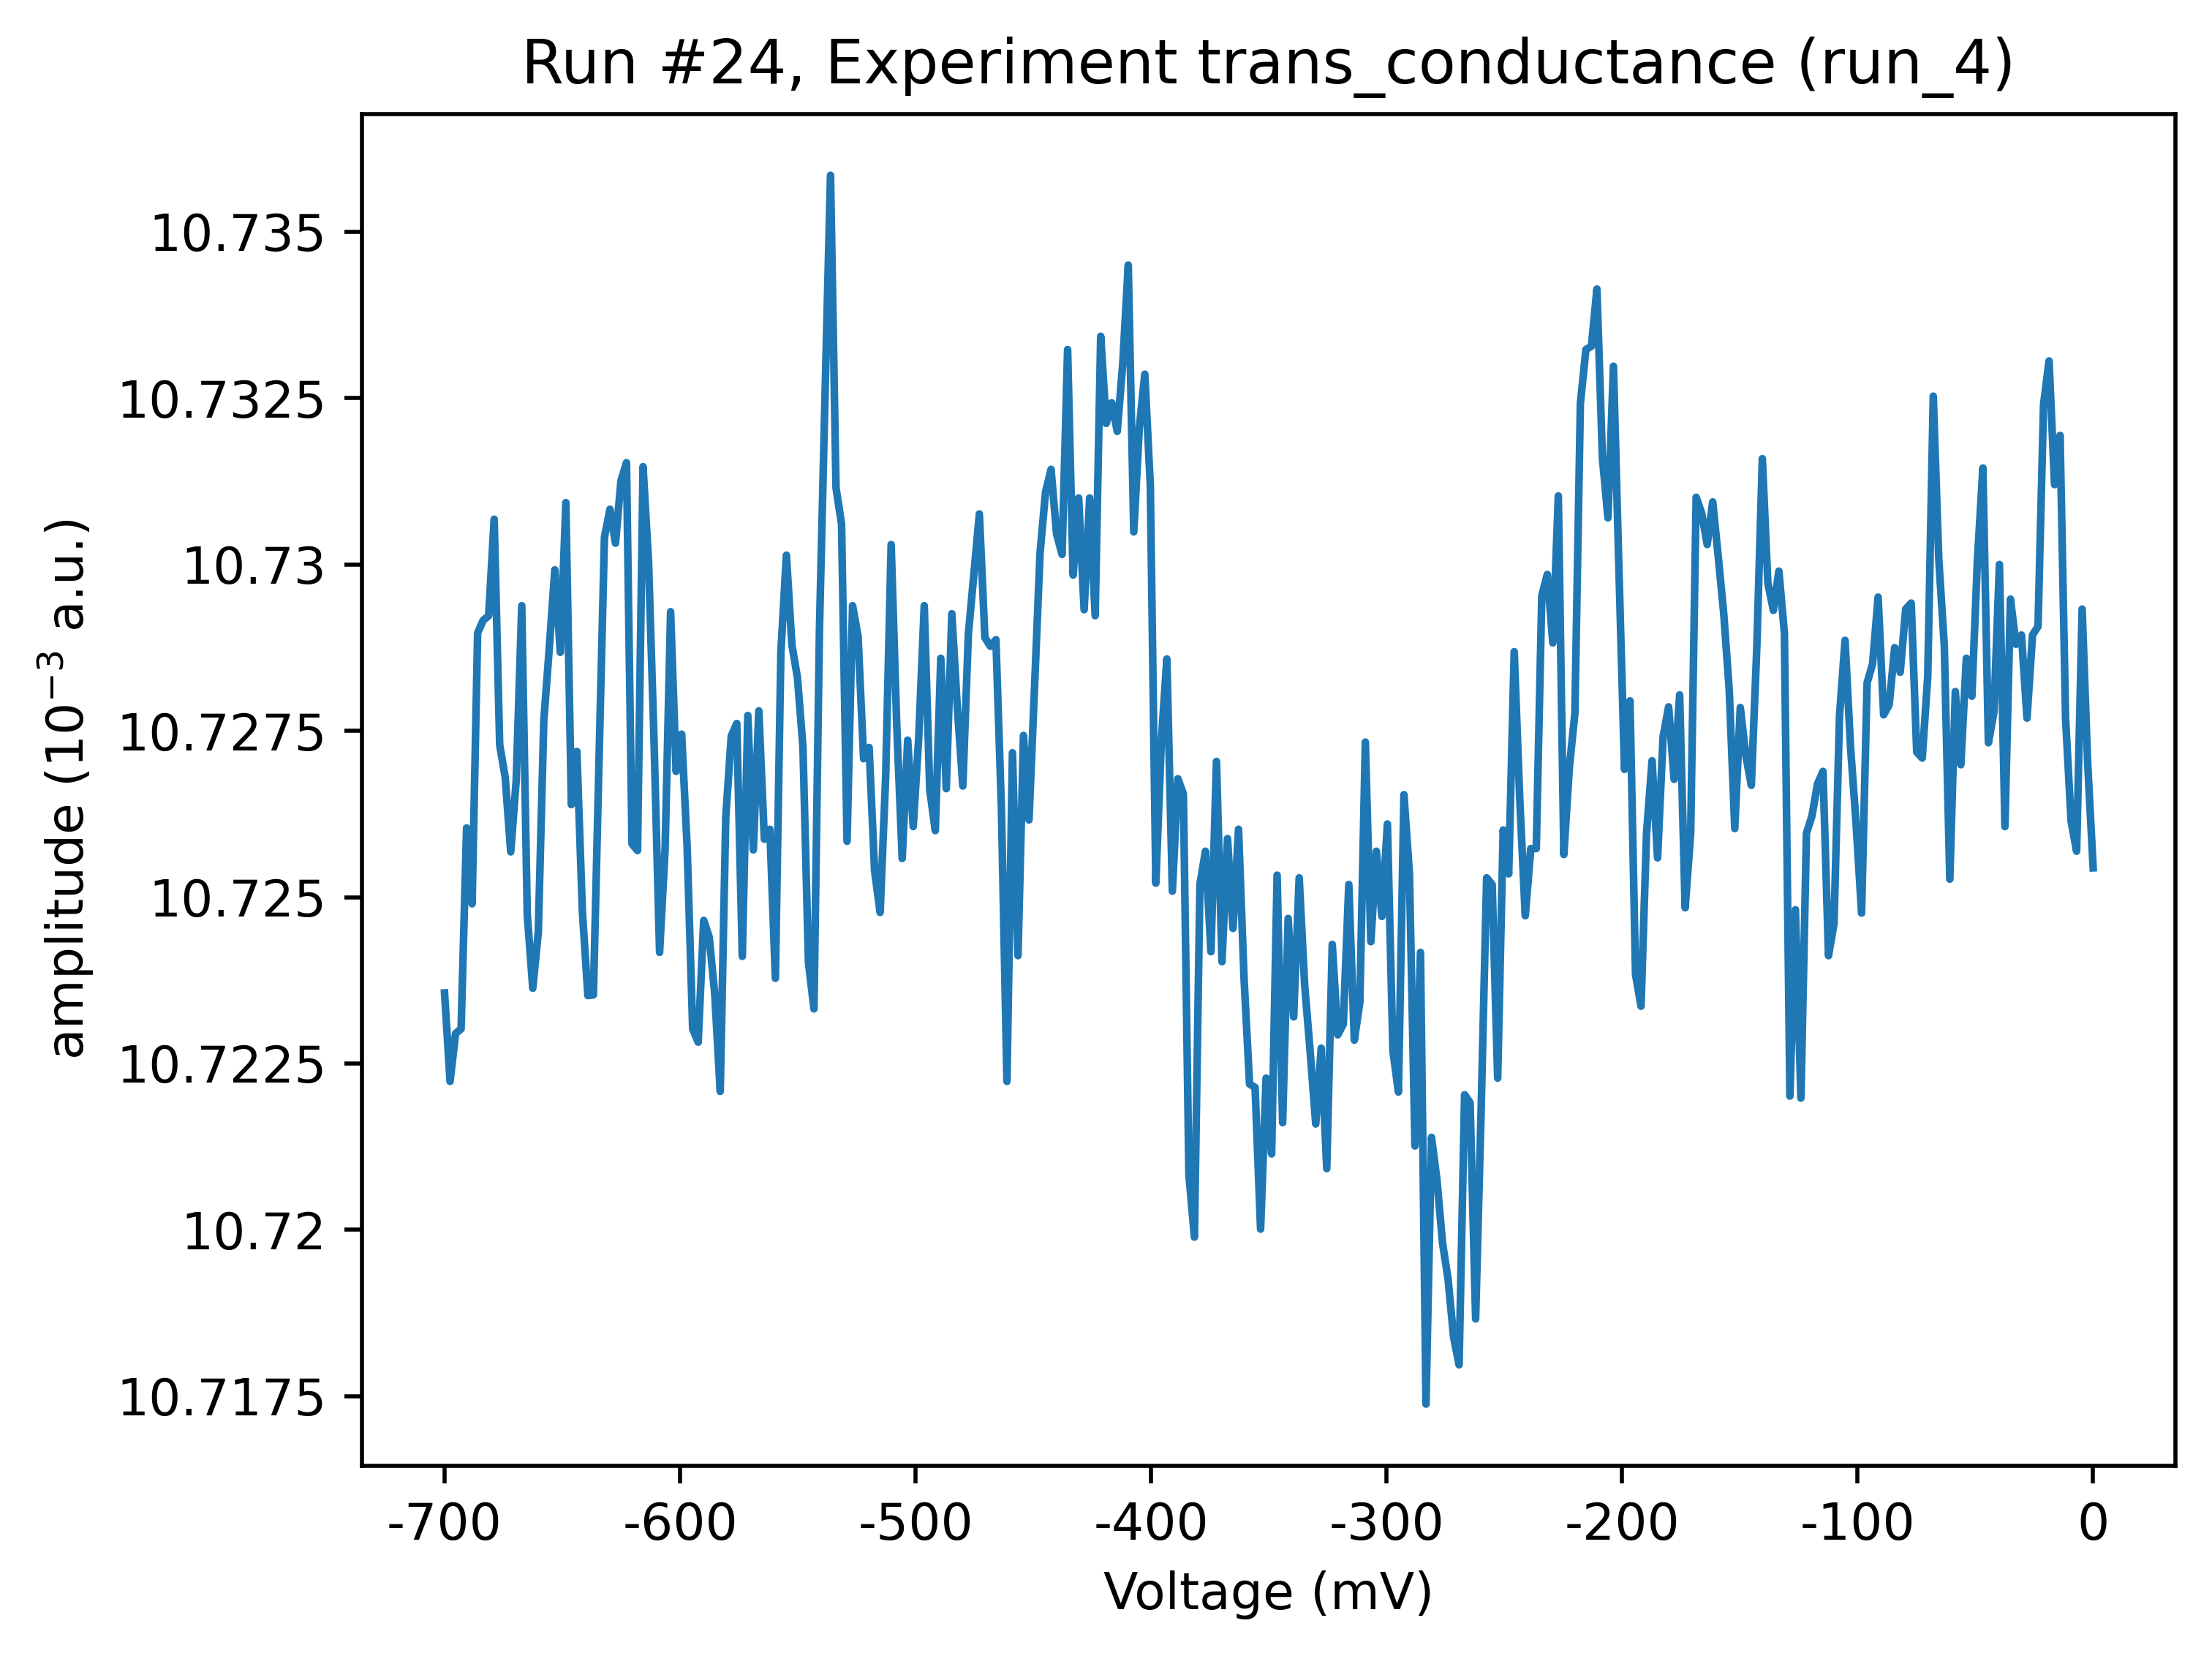 Run #24, Experiment trans_conductance (run_4)
amplitude (10⁻³ a.u.)
10.735
10.7325
10.73
10.7275
10.725
10.7225
10.72
10.7175
-700 -600 -500 -400 -300 -200 -100 0
Voltage (mV)